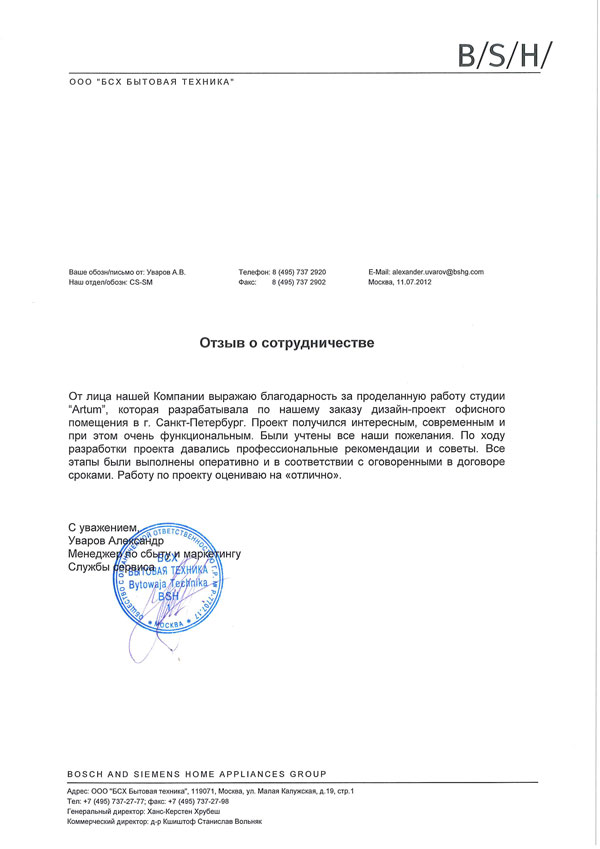 B/S/H/
ООО "БСХ БЫТОВАЯ ТЕХНИКА"
Ваше обозн/письмо от: Уваров А.В. Телефон: 8 (495) 737 2920 E-Mail: alexander.uvarov@bshg.com
Наш отдел/обозн: CS-SM Факс: 8 (495) 737 2902 Москва, 11.07.2012
Отзыв о сотрудничестве
От лица нашей Компании выражаю благодарность за проделанную работу студии
“Artum”, которая разрабатывала по нашему заказу дизайн-проект офисного
помещения в г. Санкт-Петербург. Проект получился интересным, современным и
при этом очень функциональным. Были учтены все наши пожелания. По ходу
разработки проекта давались профессиональные рекомендации и советы. Все
этапы были выполнены оперативно и в соответствии с оговоренными в договоре
сроками. Работу по проекту оцениваю на «отлично».
С уважением,
Уваров Александр
Менеджер по сбыту и маркетингу
Службы сервиса
ОБЩЕСТВО С ОГРАНИЧЕННОЙ ОТВЕТСТВЕННОСТЬЮ
БСХ
БЫТОВАЯ ТЕХНИКА
Bytowaja Technika
BSH
* МОСКВА *
BOSCH AND SIEMENS HOME APPLIANCES GROUP
Адрес: ООО "БСХ Бытовая техника", 119071, Москва, ул. Малая Калужская, д.19, стр.1
Тел: +7 (495) 737-27-77; факс: +7 (495) 737-27-98
Генеральный директор: Ханс-Керстен Хрубеш
Коммерческий директор: д-р Кшиштоф Станислав Вольняк